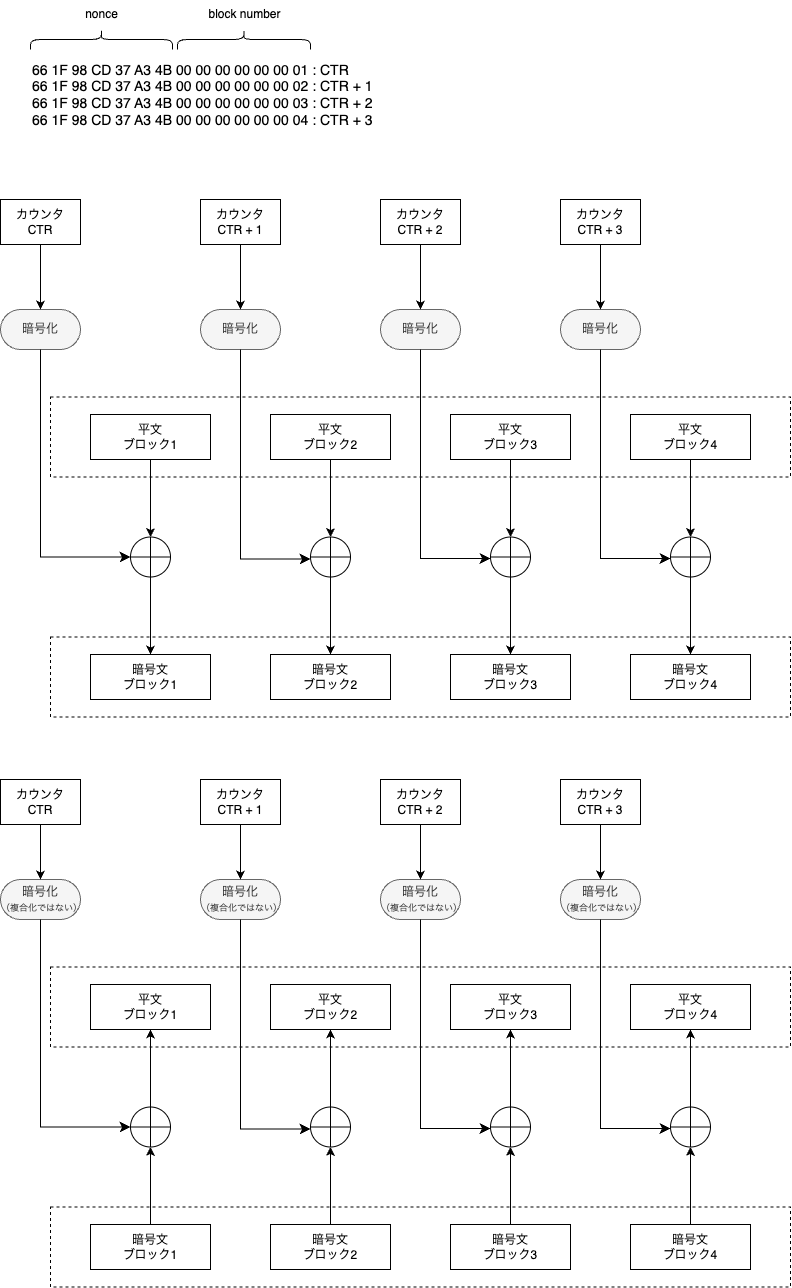 nonce
block number
66 1F 98 CD 37 A3 4B 00 00 00 00 00 00 01 : CTR
66 1F 98 CD 37 A3 4B 00 00 00 00 00 00 02 : CTR + 1
66 1F 98 CD 37 A3 4B 00 00 00 00 00 00 03 : CTR + 2
66 1F 98 CD 37 A3 4B 00 00 00 00 00 00 04 : CTR + 3
カウンタ
CTR
カウンタ
CTR + 1
カウンタ
CTR + 2
カウンタ
CTR + 3
暗号化
暗号化
暗号化
暗号化
平文
ブロック1
平文
ブロック2
平文
ブロック3
平文
ブロック4
暗号文
ブロック1
暗号文
ブロック2
暗号文
ブロック3
暗号文
ブロック4
カウンタ
CTR
カウンタ
CTR + 1
カウンタ
CTR + 2
カウンタ
CTR + 3
暗号化
(複合化ではない)
暗号化
(複合化ではない)
暗号化
(複合化ではない)
暗号化
(複合化ではない)
平文
ブロック1
平文
ブロック2
平文
ブロック3
平文
ブロック4
暗号文
ブロック1
暗号文
ブロック2
暗号文
ブロック3
暗号文
ブロック4